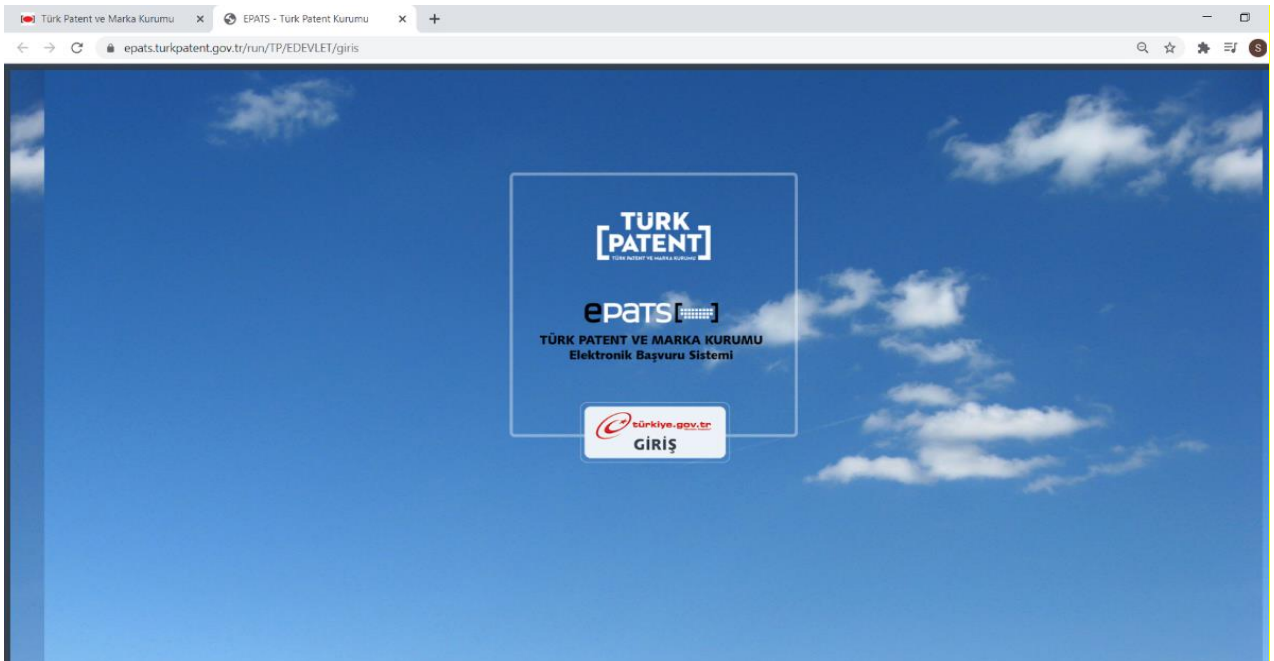 Türk Patent ve Marka Kurumu
EPATS - Türk Patent Kurumu
epats.turkpatent.gov.tr/run/TP/EDEVLET/giris
S
TÜRK
PATENT
TÜRK PATENT VE MARKA KURUMU
epats
TÜRK PATENT VE MARKA KURUMU
Elektronik Başvuru Sistemi
türkiye.gov.tr
GİRİŞ